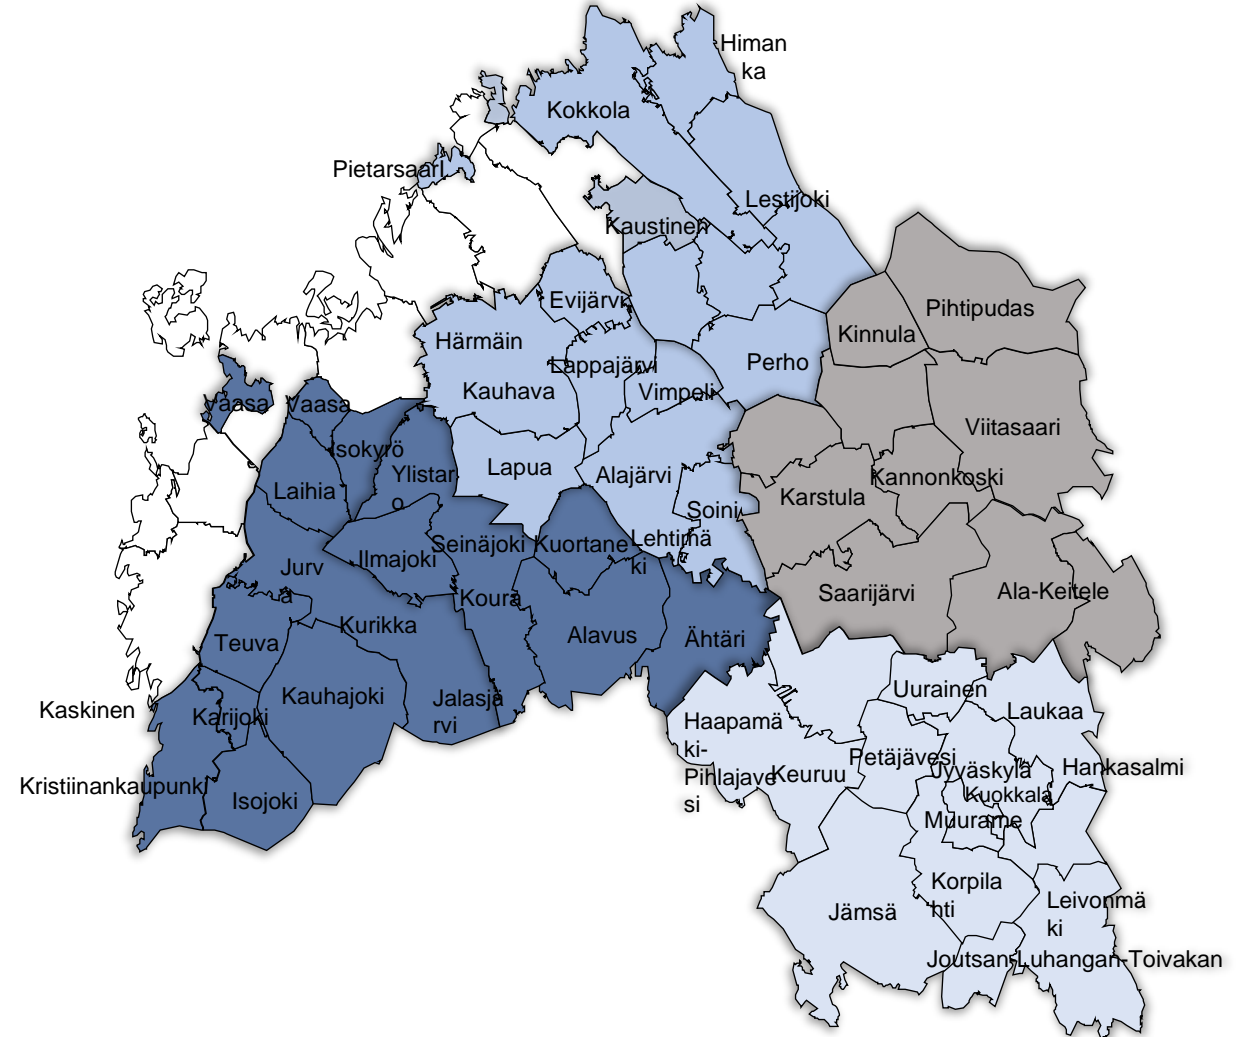 Himan
ka
Kokkola
Pietarsaari
Lestijoki
Kaustinen
Evijärvi
Pihtipudas
Kinnula
Härmäin
Lappajärvi
Perho
Kauhava
Vimpeli
Vaasa
Vaasa
Viitasaari
Isokyrö
Lapua
Ylistar
o
Alajärvi
Kannonkoski
Laihia
Karstula
Soini
Seinäjoki
Kuortane
Lehtimä
ki
Ilmajoki
Jurv
a
Koura
Saarijärvi
Ala-Keitele
Kurikka
Alavus
Ähtäri
Teuva
Uurainen
Kauhajoki
Jalasjä
rvi
Kaskinen
Karijoki
Laukaa
Haapamä
ki-
Pihlajave
si
Petäjävesi
Keuruu
Jyväskylä
Hankasalmi
Kristiinankaupunki
Isojoki
Kuokkala
Muurame
Korpila
hti
Jämsä
Leivonmä
ki
Joutsan-Luhangan-Toivakan